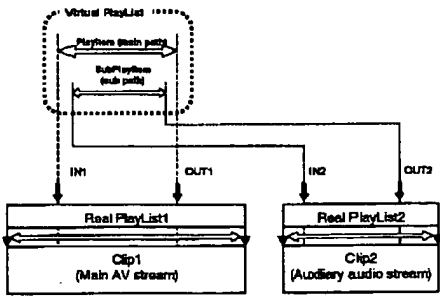 Virtual PlayList
PlayItem (main path)
SubPlayItem
(sub path)
IN1
OUT1
IN2
OUT2
Real PlayList1
Real PlayList2
Clip1
(Main AV stream)
Clip2
(Auxiliary audio stream)